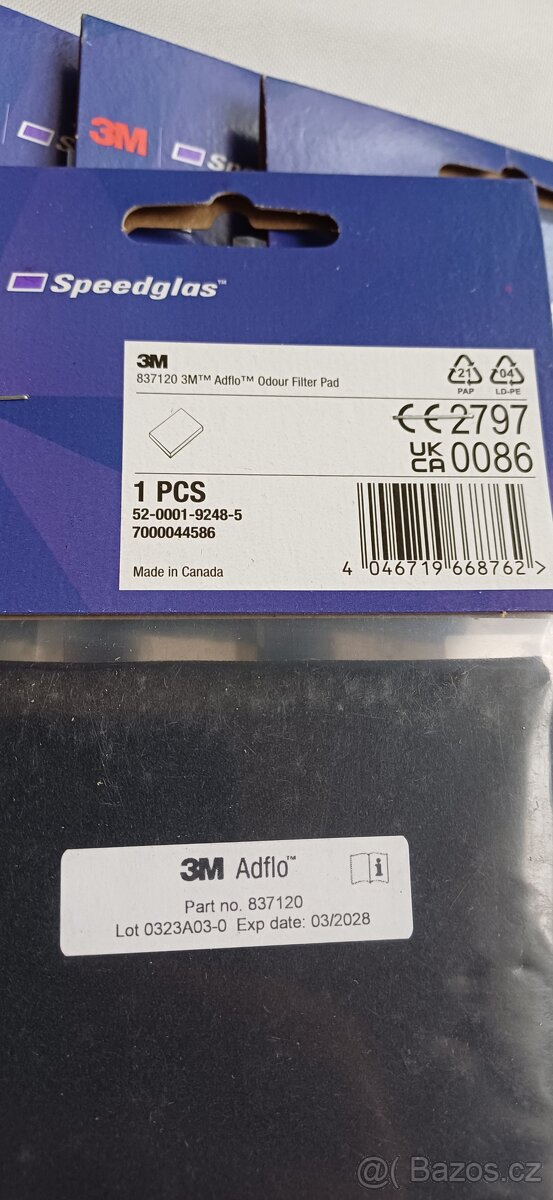 3M Sp
Speedglas™
3M
837120 3M™ Adflo™ Odour Filter Pad
21
PAP
04
LD-PE
CE 2797
UK
CA 0086
1 PCS
52-0001-9248-5
7000044586
Made in Canada
4 046719 668762 >
3M Adflo™
Part no. 837120
Lot 0323A03-0 Exp date: 03/2028
@( Bazos.cz